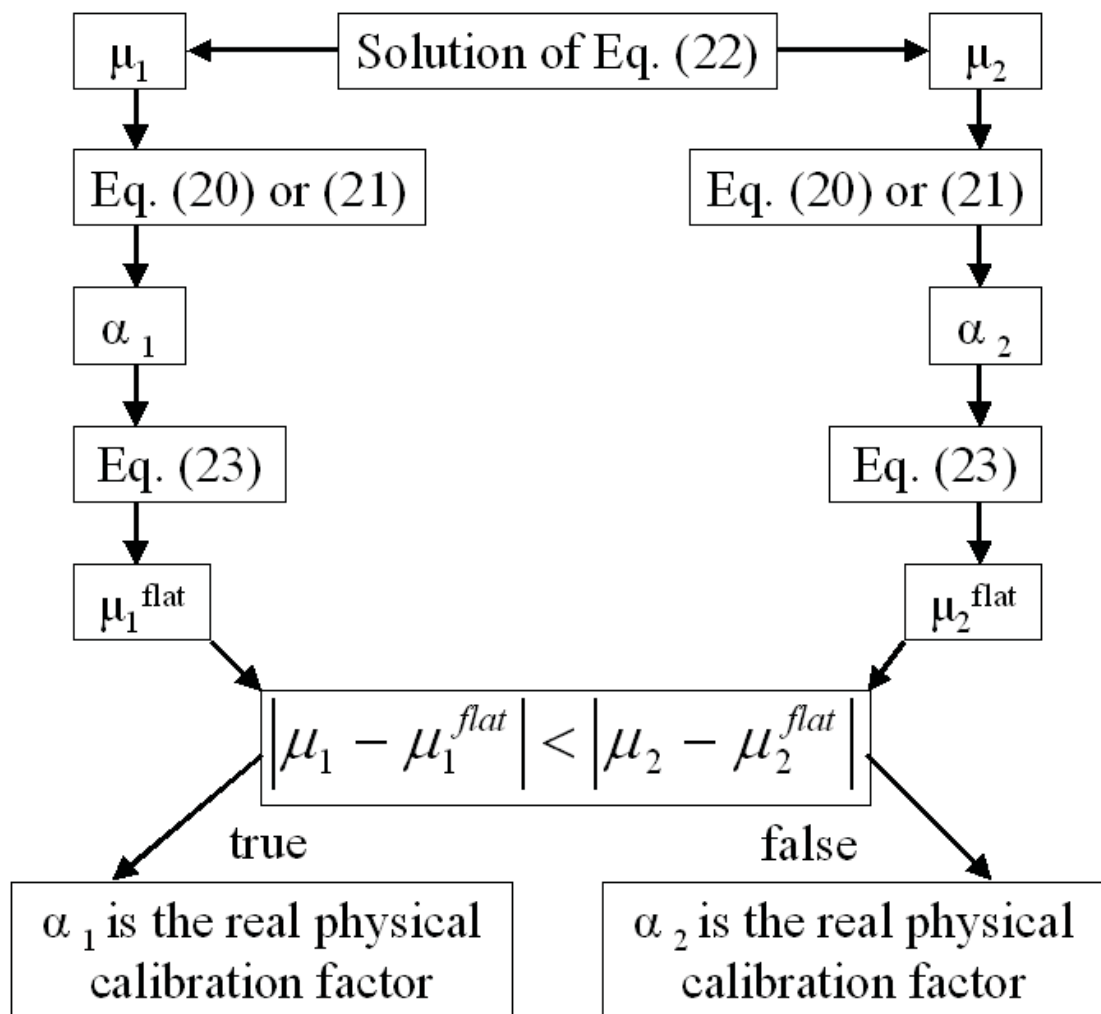 μ₁
Solution of Eq. (22)
μ₂
Eq. (20) or (21)
Eq. (20) or (21)
α ₁
α ₂
Eq. (23)
Eq. (23)
μ₁ᶠˡᵃᵗ
μ₂ᶠˡᵃᵗ
|μ₁ − μ₁ᶠˡᵃᵗ| < |μ₂ − μ₂ᶠˡᵃᵗ|
true
false
α ₁ is the real physical
calibration factor
α ₂ is the real physical
calibration factor